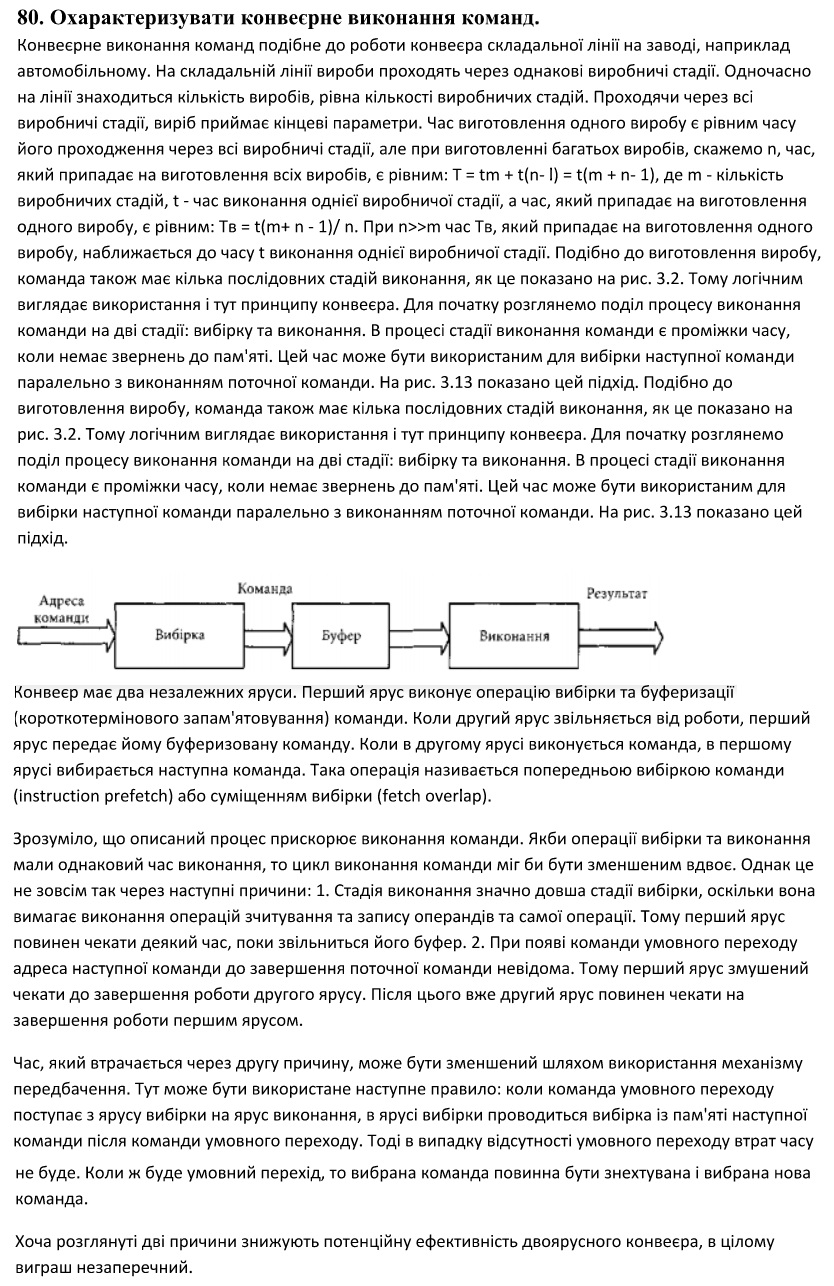 80. Охарактеризувати конвеєрне виконання команд.
Конвеєрне виконання команд подібне до роботи конвеєра складальної лінії на заводі, наприклад
автомобільному. На складальній лінії вироби проходять через однакові виробничі стадії. Одночасно
на лінії знаходиться кількість виробів, рівна кількості виробничих стадій. Проходячи через всі
виробничі стадії, виріб приймає кінцеві параметри. Час виготовлення одного виробу є рівним часу
його проходження через всі виробничі стадії, але при виготовленні багатьох виробів, скажемо n, час,
який припадає на виготовлення всіх виробів, є рівним: T = tm + t(n- l) = t(m + n- 1), де m - кількість
виробничих стадій, t - час виконання однієї виробничої стадії, а час, який припадає на виготовлення
одного виробу, є рівним: Тв = t(m+ n - 1)/ n. При n>>m час Тв, який припадає на виготовлення одного
виробу, наближається до часу t виконання однієї виробничої стадії. Подібно до виготовлення виробу,
команда також має кілька послідовних стадій виконання, як це показано на рис. 3.2. Тому логічним
виглядає використання і тут принципу конвеєра. Для початку розглянемо поділ процесу виконання
команди на дві стадії: вибірку та виконання. В процесі стадії виконання команди є проміжки часу,
коли немає звернень до пам'яті. Цей час може бути використаним для вибірки наступної команди
паралельно з виконанням поточної команди. На рис. 3.13 показано цей підхід. Подібно до
виготовлення виробу, команда також має кілька послідовних стадій виконання, як це показано на
рис. 3.2. Тому логічним виглядає використання і тут принципу конвеєра. Для початку розглянемо
поділ процесу виконання команди на дві стадії: вибірку та виконання. В процесі стадії виконання
команди є проміжки часу, коли немає звернень до пам'яті. Цей час може бути використаним для
вибірки наступної команди паралельно з виконанням поточної команди. На рис. 3.13 показано цей
підхід.
Адреса
команди
Вибірка
Команда
Буфер
Виконання
Результат
Конвеєр має два незалежних яруси. Перший ярус виконує операцію вибірки та буферизації
(короткотермінового запам'ятовування) команди. Коли другий ярус звільняється від роботи, перший
ярус передає йому буферизовану команду. Коли в другому ярусі виконується команда, в першому
ярусі вибирається наступна команда. Така операція називається попередньою вибіркою команди
(instruction prefetch) або суміщенням вибірки (fetch overlap).
Зрозуміло, що описаний процес прискорює виконання команди. Якби операції вибірки та виконання
мали однаковий час виконання, то цикл виконання команди міг би бути зменшеним вдвоє. Однак це
не зовсім так через наступні причини: 1. Стадія виконання значно довша стадії вибірки, оскільки вона
вимагає виконання операцій зчитування та запису операндів та самої операції. Тому перший ярус
повинен чекати деякий час, поки звільниться його буфер. 2. При появі команди умовного переходу
адреса наступної команди до завершення поточної команди невідома. Тому перший ярус змушений
чекати до завершення роботи другого ярусу. Після цього вже другий ярус повинен чекати на
завершення роботи першим ярусом.
Час, який втрачається через другу причину, може бути зменшений шляхом використання механізму
передбачення. Тут може бути використане наступне правило: коли команда умовного переходу
поступає з ярусу вибірки на ярус виконання, в ярусі вибірки проводиться вибірка із пам'яті наступної
команди після команди умовного переходу. Тоді в випадку відсутності умовного переходу втрат часу
не буде. Коли ж буде умовний перехід, то вибрана команда повинна бути знехтувана і вибрана нова
команда.
Хоча розглянуті дві причини знижують потенційну ефективність двоярусного конвеєра, в цілому
виграш незаперечний.